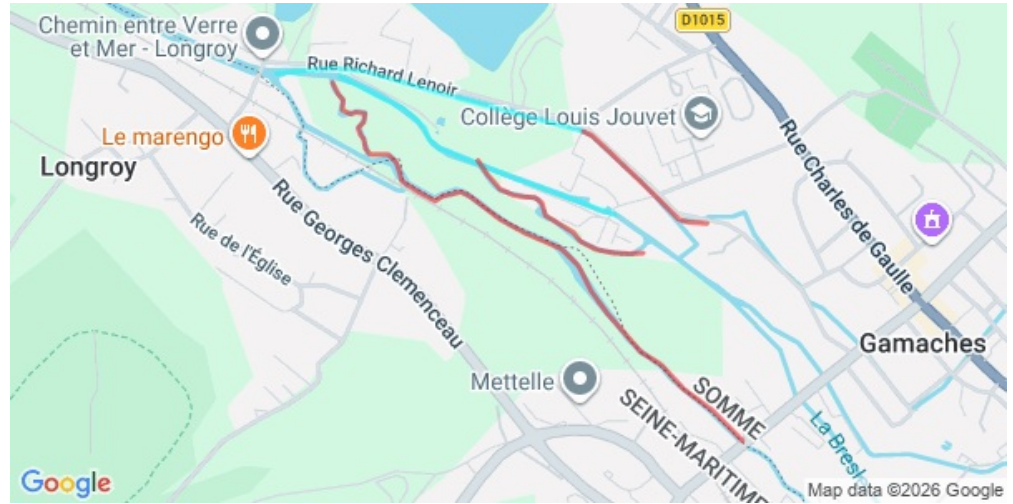 Chemin entre Verre
et Mer - Longroy
D1015
Rue Richard Lenoir
Collège Louis Jouvet
Le marengo
Longroy
Rue Charles de Gaulle
Rue Georges Clemenceau
Rue de l'Église
Gamaches
Mettelle
SOMME
SEINE-MARITIME
La Bresl
Google
Map data ©2026 Google